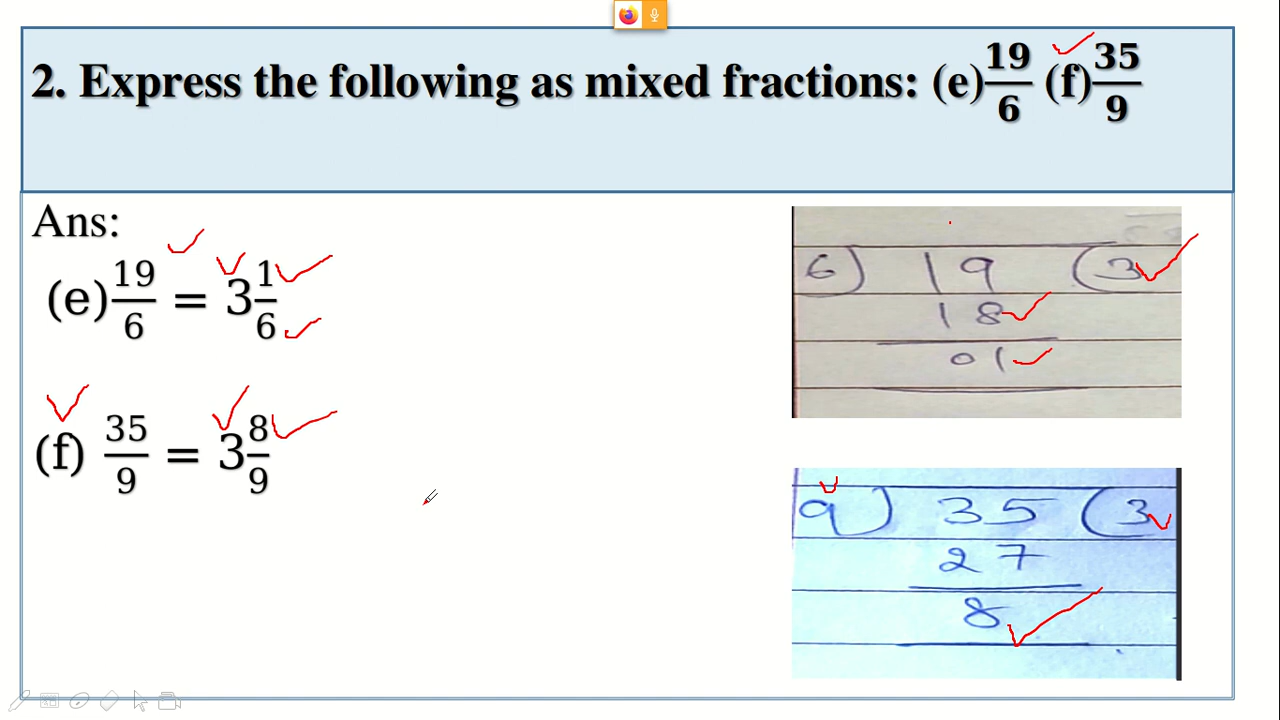 2. Express the following as mixed fractions: (e)19/6 (f)35/9
Ans:
(e)19/6 = 3 1/6
(f) 35/9 = 3 8/9
6) 19 (3
18
01
9) 35 (3
27
8